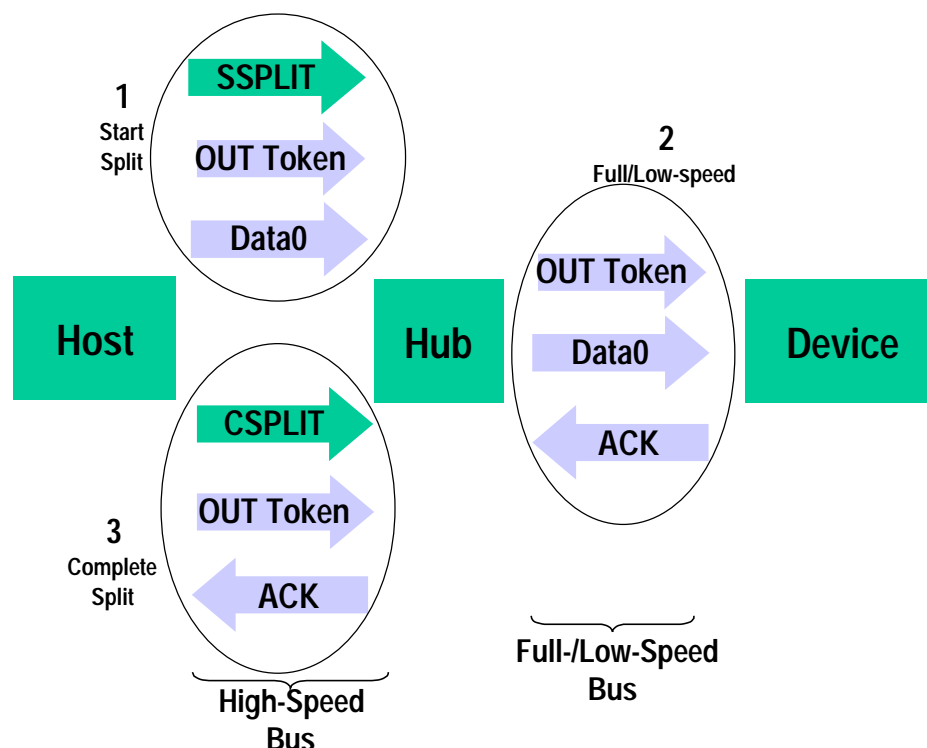 1
Start
Split
SSPLIT
OUT Token
Data0
2
Full/Low-speed
OUT Token
Data0
ACK
Host
Hub
Device
3
Complete
Split
CSPLIT
OUT Token
ACK
High-Speed
Bus
Full-/Low-Speed
Bus